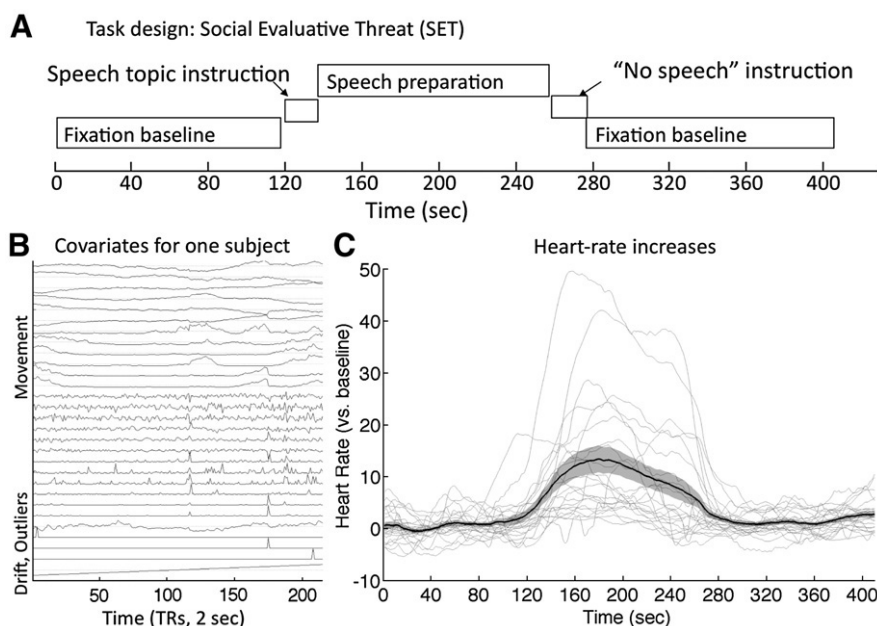 A
Task design: Social Evaluative Threat (SET)
Speech topic instruction
Speech preparation
“No speech” instruction
Fixation baseline
Fixation baseline
0 40 80 120 160 200 240 280 320 360 400
Time (sec)
B
Covariates for one subject
Movement
Drift, Outliers
50 100 150 200
Time (TRs, 2 sec)
C
Heart-rate increases
Heart Rate (vs. baseline)
50
40
30
20
10
0
-10
0 40 80 120 160 200 240 280 320 360 400
Time (sec)